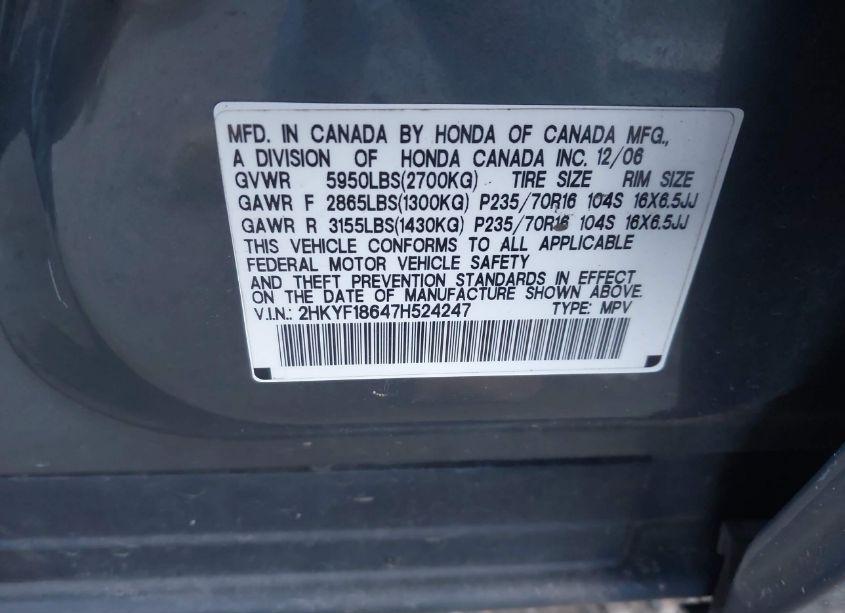 MFD. IN CANADA BY HONDA OF CANADA MFG.,
A DIVISION OF HONDA CANADA INC. 12/06
GVWR 5950LBS(2700KG) TIRE SIZE RIM SIZE
GAWR F 2865LBS(1300KG) P235/70R16 104S 16X6.5JJ
GAWR R 3155LBS(1430KG) P235/70R16 104S 16X6.5JJ
THIS VEHICLE CONFORMS TO ALL APPLICABLE
FEDERAL MOTOR VEHICLE SAFETY
AND THEFT PREVENTION STANDARDS IN EFFECT
ON THE DATE OF MANUFACTURE SHOWN ABOVE.
V.I.N.: 2HKYF18647H524247 TYPE: MPV